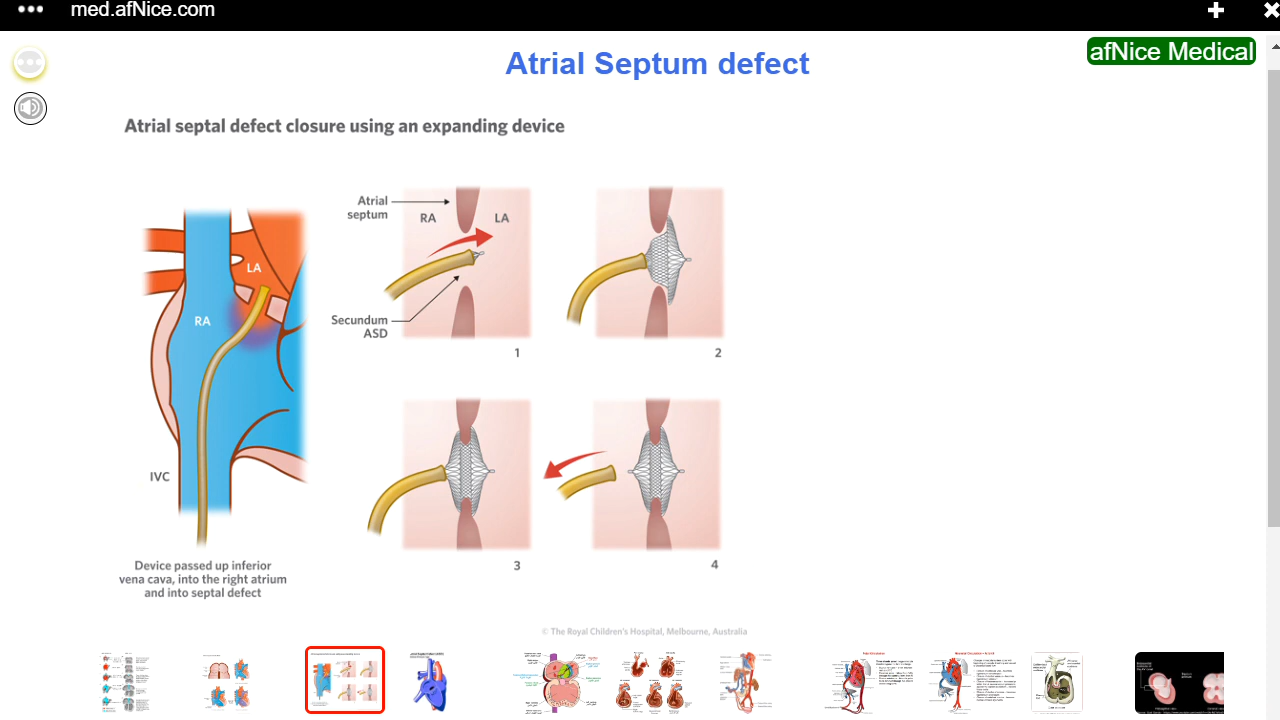 med.afNice.com
Atrial Septum defect
afNice Medical
Atrial septal defect closure using an expanding device
Atrial
septum
RA
LA
LA
RA
Secundum
ASD
1
2
IVC
3
4
Device passed up inferior
vena cava, into the right atrium
and into septal defect
© The Royal Children's Hospital, Melbourne, Australia